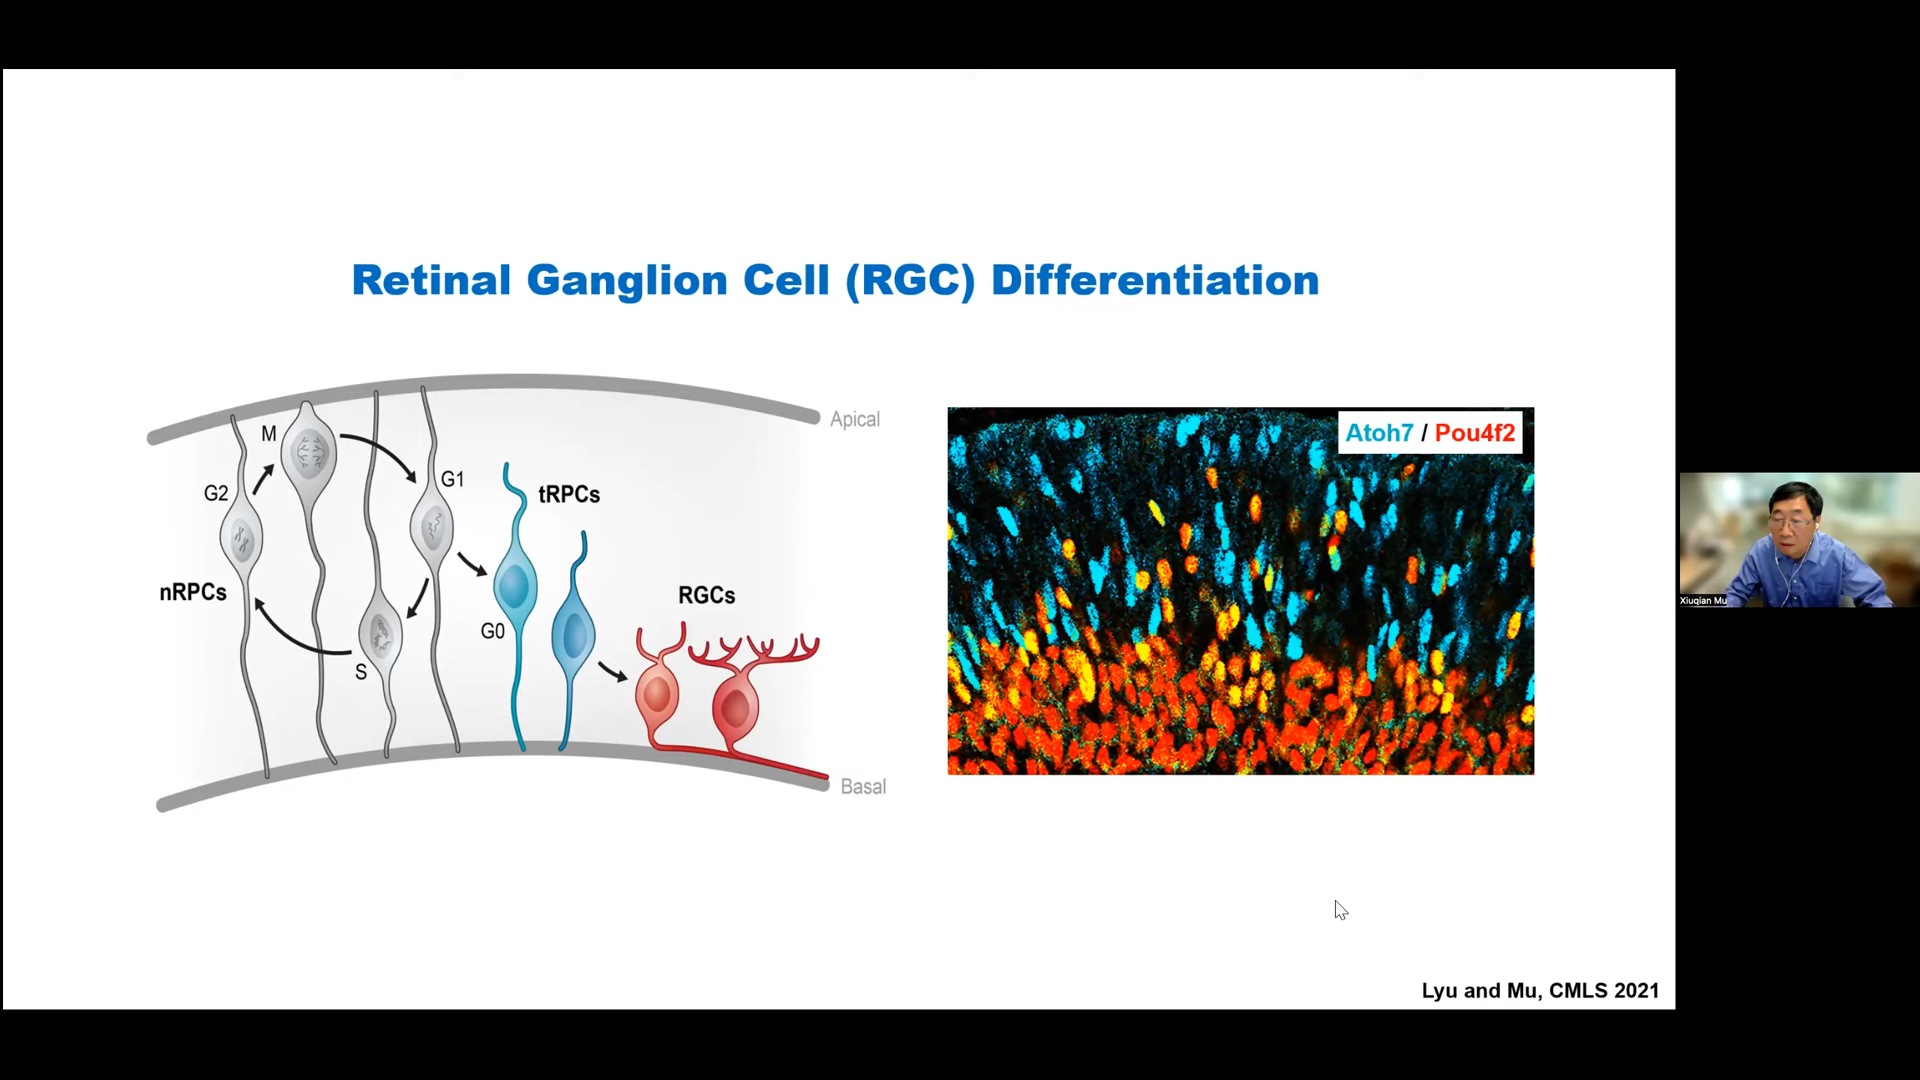 Retinal Ganglion Cell (RGC) Differentiation
Apical
M
G2
G1
tRPCs
nRPCs
G0
S
RGCs
Basal
Atoh7 / Pou4f2
Xiuqian Mu
Lyu and Mu, CMLS 2021